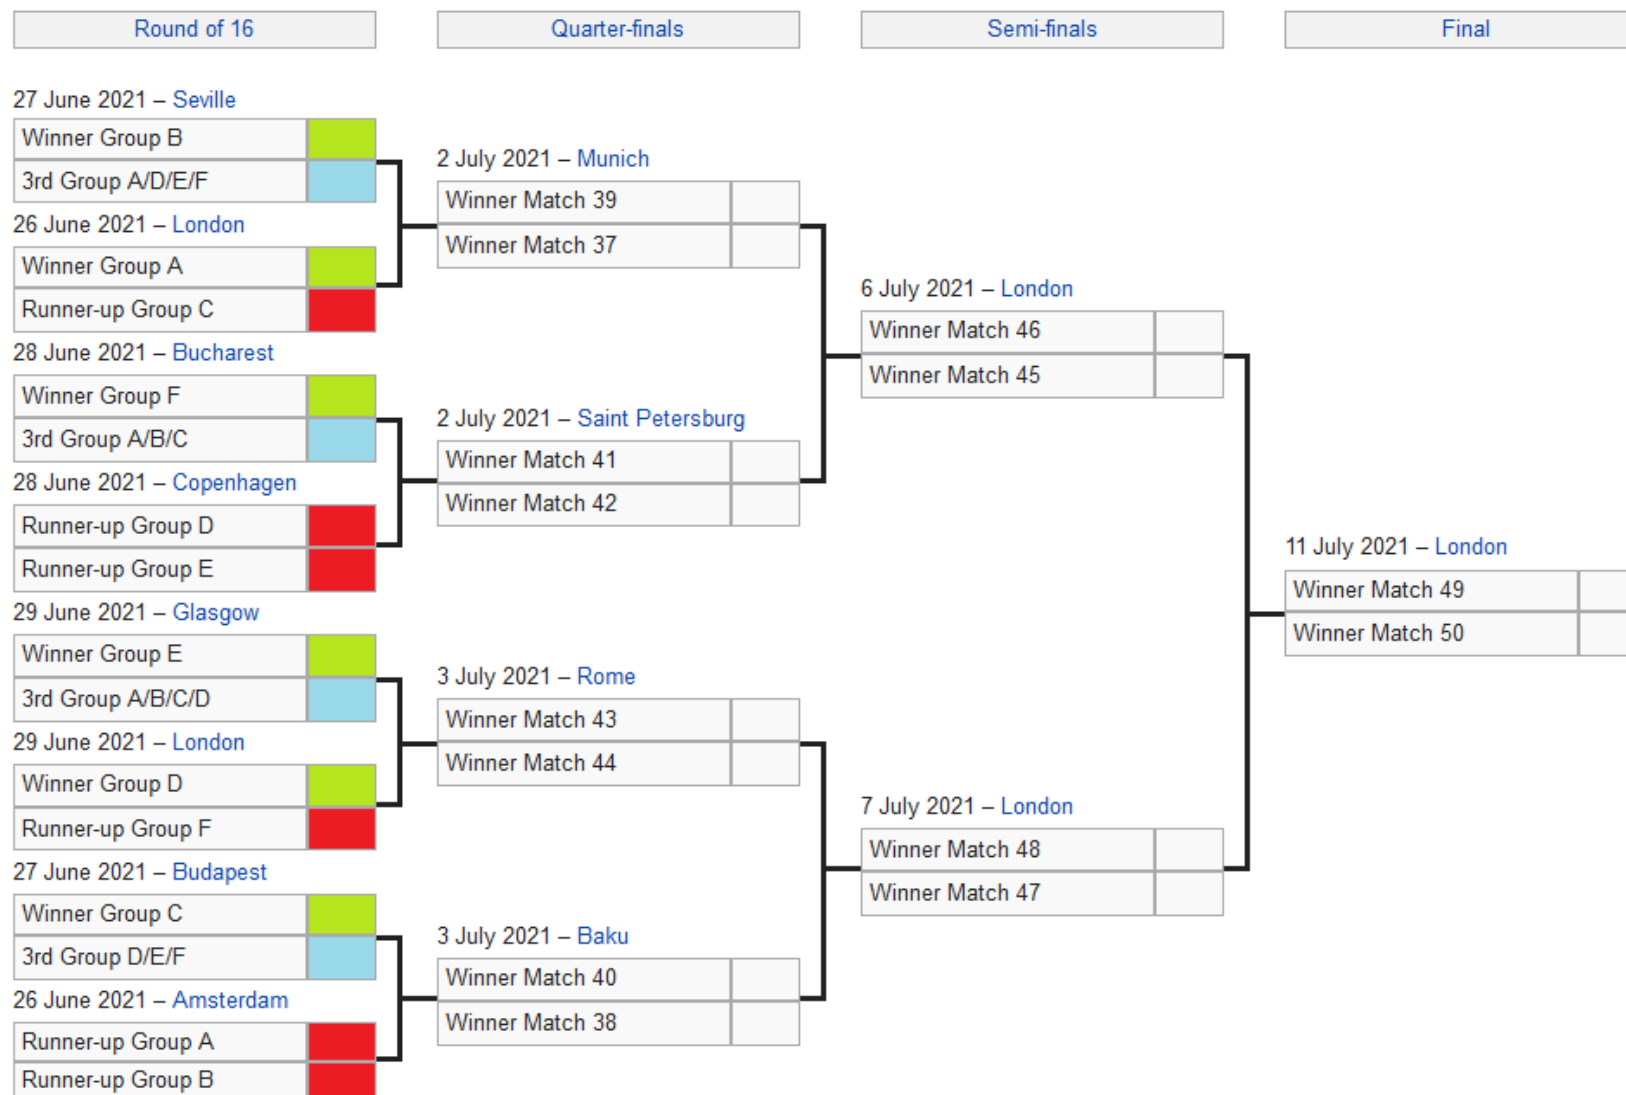 Round of 16
Quarter-finals
Semi-finals
Final
27 June 2021 – Seville
Winner Group B
3rd Group A/D/E/F
26 June 2021 – London
Winner Group A
Runner-up Group C
28 June 2021 – Bucharest
Winner Group F
3rd Group A/B/C
28 June 2021 – Copenhagen
Runner-up Group D
Runner-up Group E
29 June 2021 – Glasgow
Winner Group E
3rd Group A/B/C/D
29 June 2021 – London
Winner Group D
Runner-up Group F
27 June 2021 – Budapest
Winner Group C
3rd Group D/E/F
26 June 2021 – Amsterdam
Runner-up Group A
Runner-up Group B
2 July 2021 – Munich
Winner Match 39
Winner Match 37
2 July 2021 – Saint Petersburg
Winner Match 41
Winner Match 42
3 July 2021 – Rome
Winner Match 43
Winner Match 44
3 July 2021 – Baku
Winner Match 40
Winner Match 38
6 July 2021 – London
Winner Match 46
Winner Match 45
7 July 2021 – London
Winner Match 48
Winner Match 47
11 July 2021 – London
Winner Match 49
Winner Match 50